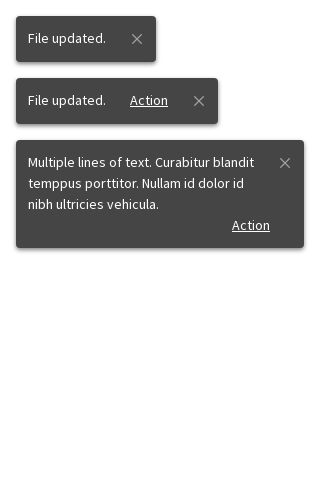 File updated.
File updated. Action
Multiple lines of text. Curabitur blandit
temppus porttitor. Nullam id dolor id
nibh ultricies vehicula.
Action